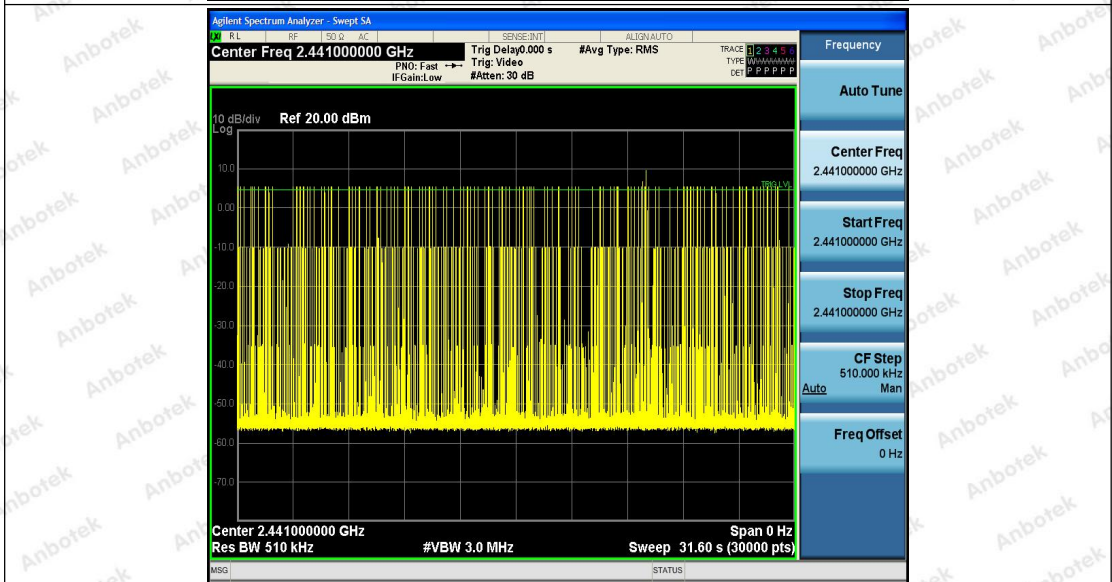 Agilent Spectrum Analyzer - Swept SA
LXI RL RF 50 Ω AC SENSE:INT ALIGN AUTO
Center Freq 2.441000000 GHz
PNO: Fast
IFGain:Low
Trig Delay0.000 s
Trig: Video
#Atten: 30 dB
#Avg Type: RMS
TRACE 1 2 3 4 5 6
TYPE
DET P P P P P P
10 dB/div Ref 20.00 dBm
Log
10.0
TRIG LVL
0.00
-10.0
-20.0
-30.0
-40.0
-50.0
-60.0
-70.0
Center 2.441000000 GHz Span 0 Hz
Res BW 510 kHz #VBW 3.0 MHz Sweep 31.60 s (30000 pts)
MSG STATUS
Frequency
Auto Tune
Center Freq
2.441000000 GHz
Start Freq
2.441000000 GHz
Stop Freq
2.441000000 GHz
CF Step
510.000 kHz
Auto Man
Freq Offset
0 Hz
Anbotek